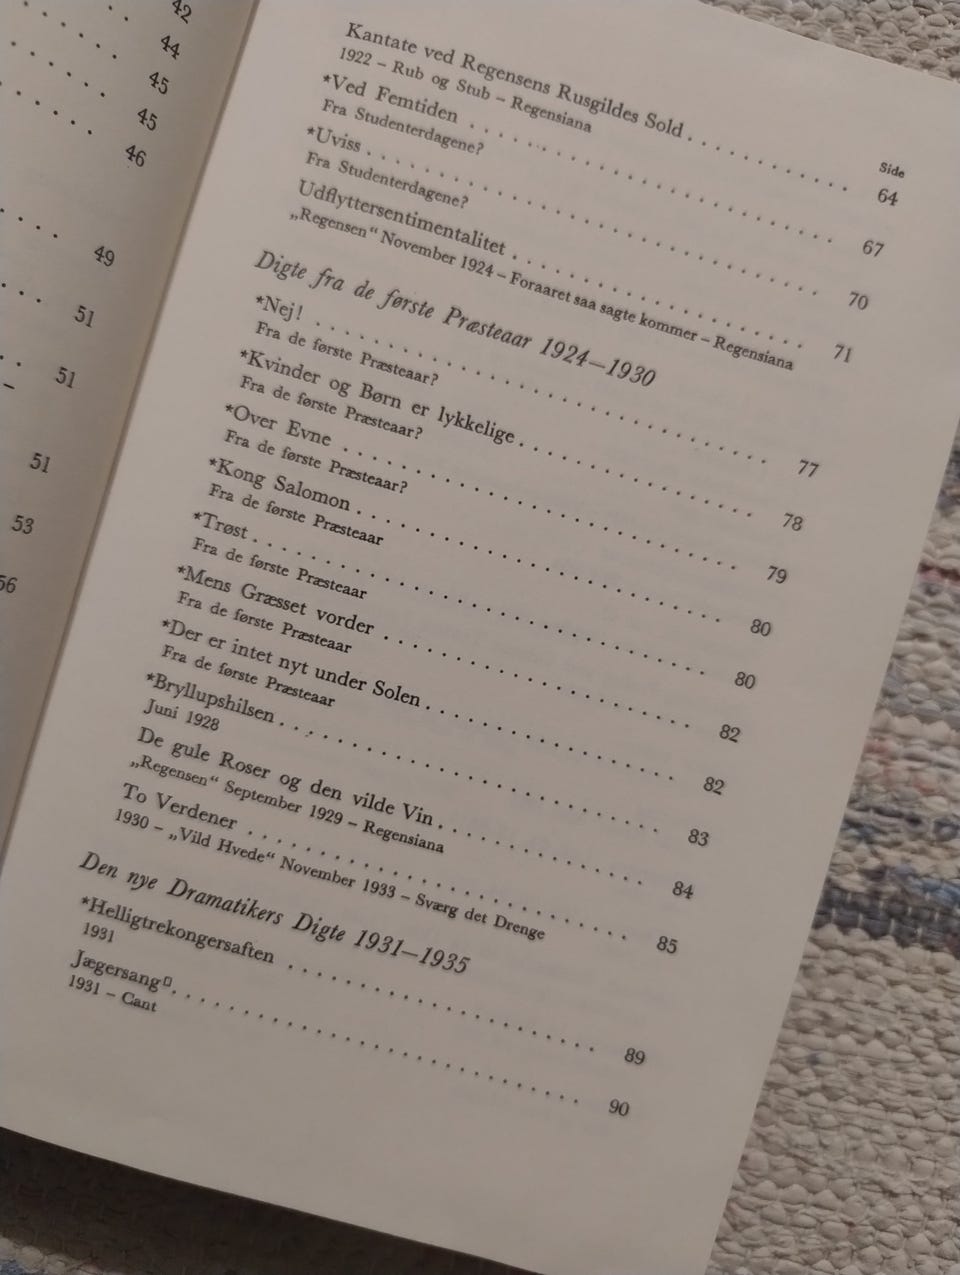 42
44
45
45
46
49
51
51
51
53
56
Side
Kantate ved Regensens Rusgildes Sold . . . . . . . . . . . 64
1922 – Rub og Stub – Regensiana
*Ved Femtiden . . . . . . . . . . . . . . . . . . . . . . . . 67
Fra Studenterdagene?
*Uviss . . . . . . . . . . . . . . . . . . . . . . . . . . . . 70
Fra Studenterdagene?
Udflyttersentimentalitet . . . . . . . . . . . . . . . . . . . 71
„Regensen“ November 1924 – Foraaret saa sagte kommer – Regensiana
Digte fra de første Præsteaar 1924—1930
*Nej! . . . . . . . . . . . . . . . . . . . . . . . . . . . . 77
Fra de første Præsteaar?
*Kvinder og Børn er lykkelige . . . . . . . . . . . . . . . . 78
Fra de første Præsteaar?
*Over Evne . . . . . . . . . . . . . . . . . . . . . . . . . 79
Fra de første Præsteaar?
*Kong Salomon . . . . . . . . . . . . . . . . . . . . . . . . 80
Fra de første Præsteaar
*Trøst . . . . . . . . . . . . . . . . . . . . . . . . . . . . 80
Fra de første Præsteaar
*Mens Græsset vorder . . . . . . . . . . . . . . . . . . . . 82
Fra de første Præsteaar
*Der er intet nyt under Solen . . . . . . . . . . . . . . . . 82
Fra de første Præsteaar
*Bryllupshilsen . . . . . . . . . . . . . . . . . . . . . . . 83
Juni 1928
De gule Roser og den vilde Vin . . . . . . . . . . . . . . . 84
„Regensen“ September 1929 – Regensiana
To Verdener . . . . . . . . . . . . . . . . . . . . . . . . . 85
1930 – „Vild Hvede“ November 1933 – Sværg det Drenge
Den nye Dramatikers Digte 1931—1935
*Helligtrekongersaften . . . . . . . . . . . . . . . . . . . . 89
1931
Jægersang¤ . . . . . . . . . . . . . . . . . . . . . . . . . . 90
1931 – Cant